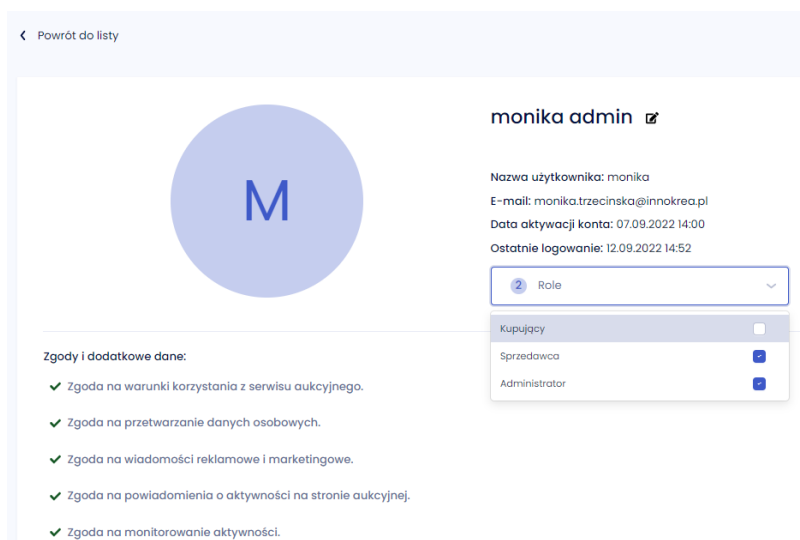 Powrót do listy
M
monika admin
Nazwa użytkownika: monika
E-mail: monika.trzecinska@innokrea.pl
Data aktywacji konta: 07.09.2022 14:00
Ostatnie logowanie: 12.09.2022 14:52
2 Role
Kupujący
Sprzedawca
Administrator
Zgody i dodatkowe dane:
Zgoda na warunki korzystania z serwisu aukcyjnego.
Zgoda na przetwarzanie danych osobowych.
Zgoda na wiadomości reklamowe i marketingowe.
Zgoda na powiadomienia o aktywności na stronie aukcyjnej.
Zgoda na monitorowanie aktywności.